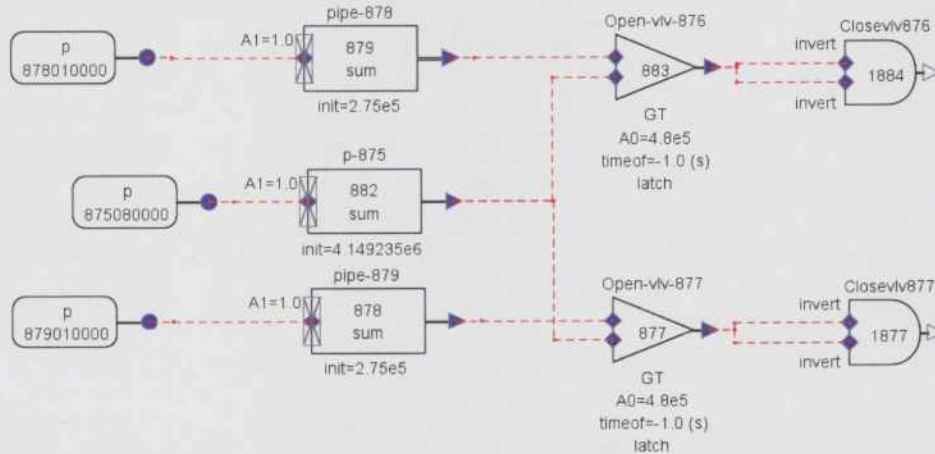 pipe-878
Open-vlv-876
Closevlv876
p
878010000
A1=1.0
879
sum
init=2.75e5
883
invert
1884
invert
GT
A0=4.8e5
timeof=-1.0 (s)
latch
p-875
p
875080000
A1=1.0
882
sum
init=4.149235e6
pipe-879
Open-vlv-877
Closevlv877
p
879010000
A1=1.0
878
sum
init=2.75e5
877
invert
1877
invert
GT
A0=4.8e5
timeof=-1.0 (s)
latch